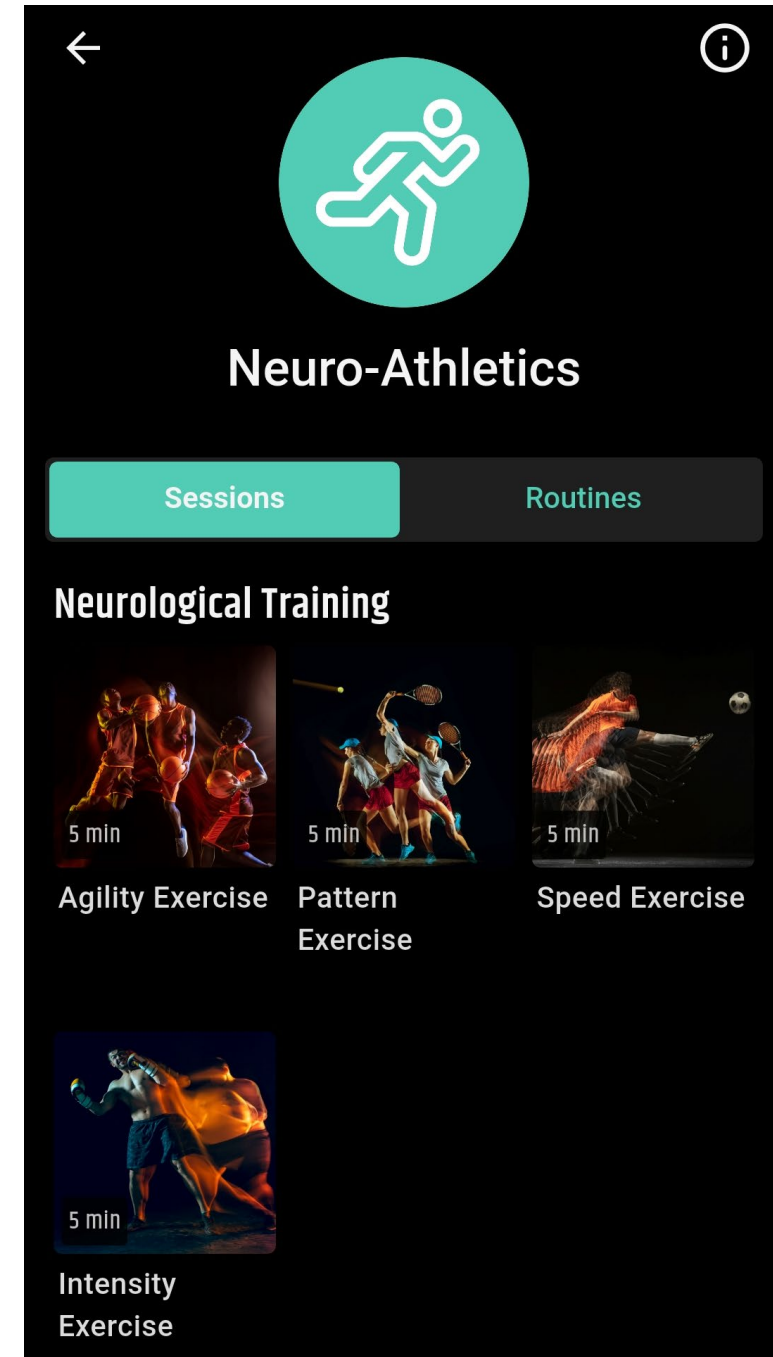 Neuro-Athletics
Sessions
Routines
Neurological Training
5 min
5 min
5 min
Agility Exercise
Pattern
Exercise
Speed Exercise
5 min
Intensity
Exercise